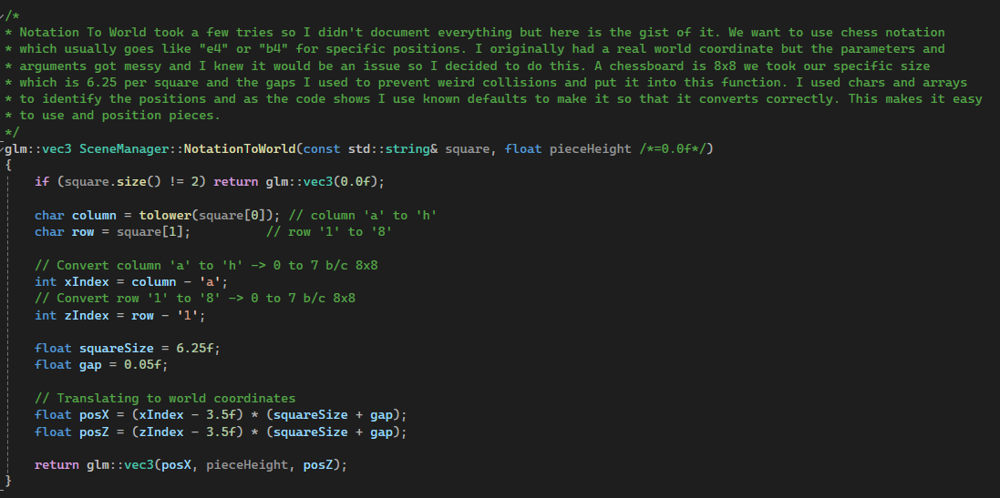 /*
* Notation To World took a few tries so I didn't document everything but here is the gist of it. We want to use chess notation
* which usually goes like "e4" or "b4" for specific positions. I originally had a real world coordinate but the parameters and
* arguments got messy and I knew it would be an issue so I decided to do this. A chessboard is 8x8 we took our specific size
* which is 6.25 per square and the gaps I used to prevent weird collisions and put it into this function. I used chars and arrays
* to identify the positions and as the code shows I use known defaults to make it so that it converts correctly. This makes it easy
* to use and position pieces.
*/
glm::vec3 SceneManager::NotationToWorld(const std::string& square, float pieceHeight /*=0.0f*/)
{
    if (square.size() != 2) return glm::vec3(0.0f);

    char column = tolower(square[0]); // column 'a' to 'h'
    char row = square[1];          // row '1' to '8'

    // Convert column 'a' to 'h' -> 0 to 7 b/c 8x8
    int xIndex = column - 'a';
    // Convert row '1' to '8' -> 0 to 7 b/c 8x8
    int zIndex = row - '1';

    float squareSize = 6.25f;
    float gap = 0.05f;

    // Translating to world coordinates
    float posX = (xIndex - 3.5f) * (squareSize + gap);
    float posZ = (zIndex - 3.5f) * (squareSize + gap);

    return glm::vec3(posX, pieceHeight, posZ);
}